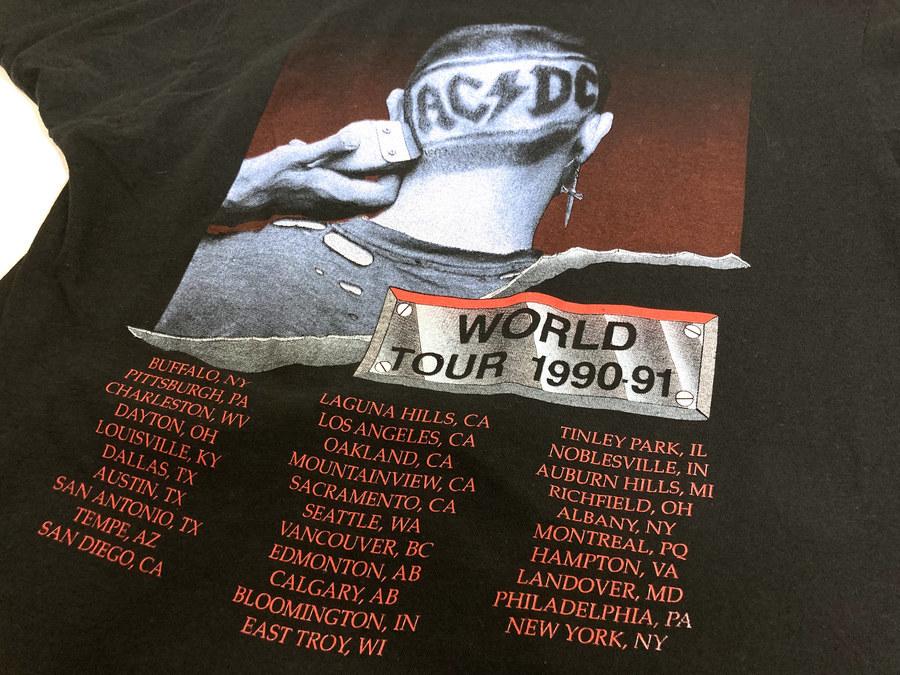 AC⚡DC
WORLD
TOUR 1990-91
BUFFALO, NY
PITTSBURGH, PA
CHARLESTON, WV
DAYTON, OH
LOUISVILLE, KY
DALLAS, TX
AUSTIN, TX
SAN ANTONIO, TX
TEMPE, AZ
SAN DIEGO, CA
LAGUNA HILLS, CA
LOS ANGELES, CA
OAKLAND, CA
MOUNTAINVIEW, CA
SACRAMENTO, CA
SEATTLE, WA
VANCOUVER, BC
EDMONTON, AB
CALGARY, AB
BLOOMINGTON, IN
EAST TROY, WI
TINLEY PARK, IL
NOBLESVILLE, IN
AUBURN HILLS, MI
RICHFIELD, OH
ALBANY, NY
MONTREAL, PQ
HAMPTON, VA
LANDOVER, MD
PHILADELPHIA, PA
NEW YORK, NY